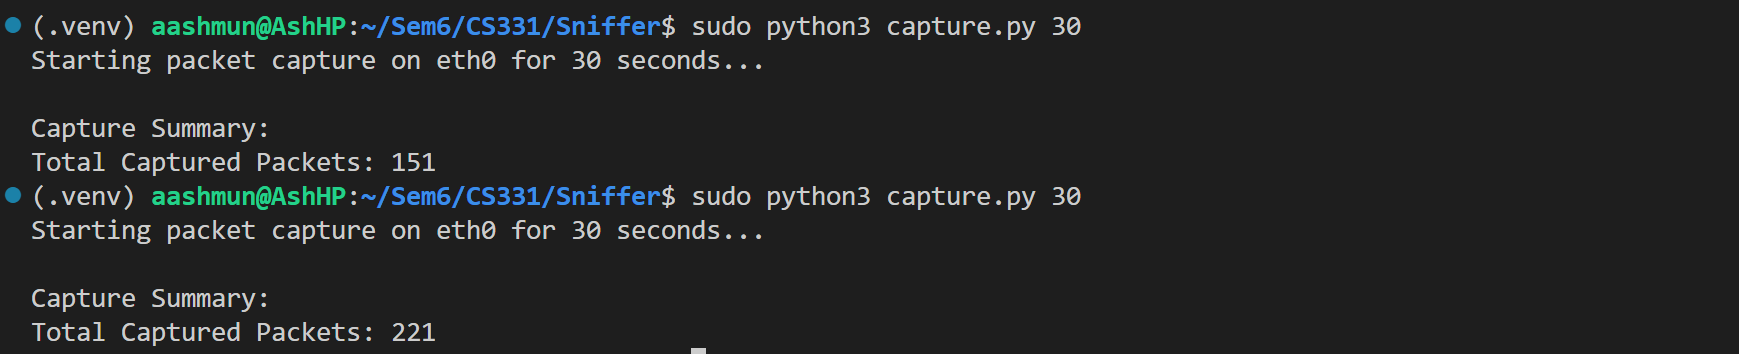 (.venv) aashmun@AshHP:~/Sem6/CS331/Sniffer$ sudo python3 capture.py 30
Starting packet capture on eth0 for 30 seconds...
Capture Summary:
Total Captured Packets: 151
(.venv) aashmun@AshHP:~/Sem6/CS331/Sniffer$ sudo python3 capture.py 30
Starting packet capture on eth0 for 30 seconds...
Capture Summary:
Total Captured Packets: 221